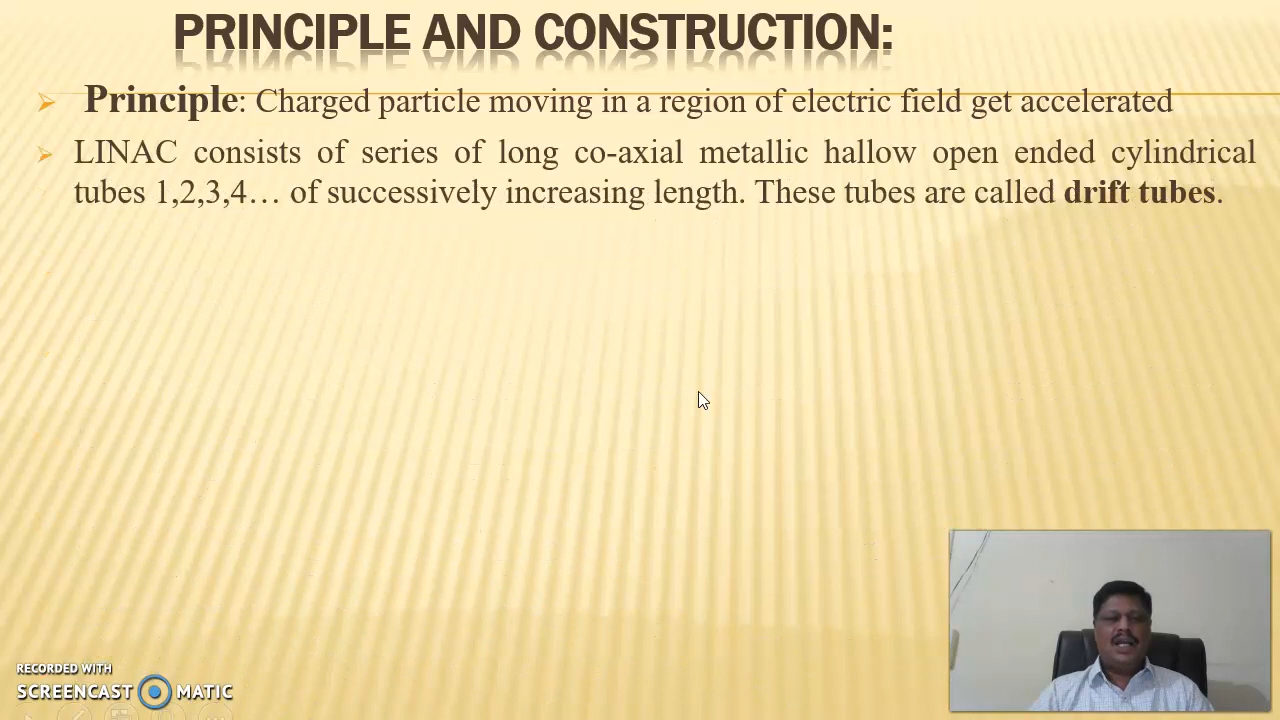 PRINCIPLE AND CONSTRUCTION:
Principle: Charged particle moving in a region of electric field get accelerated
LINAC consists of series of long co-axial metallic hallow open ended cylindrical
tubes 1,2,3,4… of successively increasing length. These tubes are called drift tubes.
RECORDED WITH
SCREENCAST MATIC